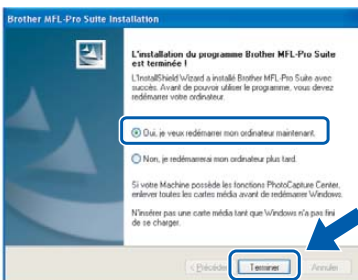 Brother MFL-Pro Suite Installation
L'installation du programme Brother MFL-Pro Suite
est terminée !
L'InstallShield Wizard a installé Brother MFL-Pro Suite avec
succès. Avant de pouvoir utiliser le programme, vous devez
redémarrer votre ordinateur.
Oui, je veux redémarrer mon ordinateur maintenant.
Non, je redémarrerai mon ordinateur plus tard.
Si votre Machine possède les fonctions PhotoCapture Center,
enlever toutes les cartes média avant de redémarrer Windows.
N'insérer pas une carte média tant que Windows n'a pas fini
de se charger.
< Précédent
Terminer
Annuler